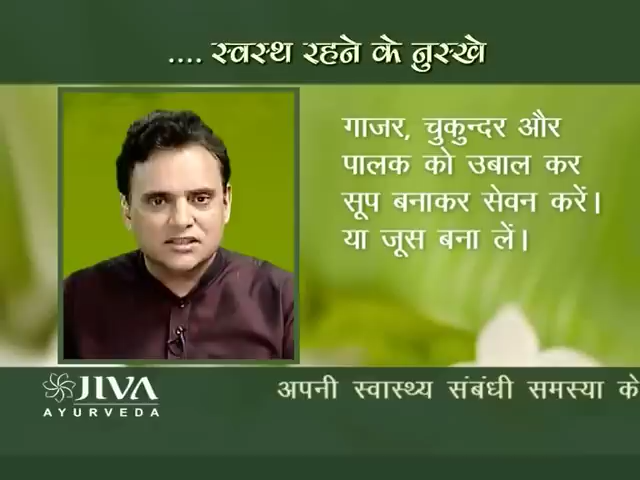 .... स्वस्थ रहने के नुस्खे
गाजर, चुकुन्दर और
पालक को उबाल कर
सूप बनाकर सेवन करें।
या जूस बना लें।
JIVA
AYURVEDA
अपनी स्वास्थ्य संबंधी समस्या के